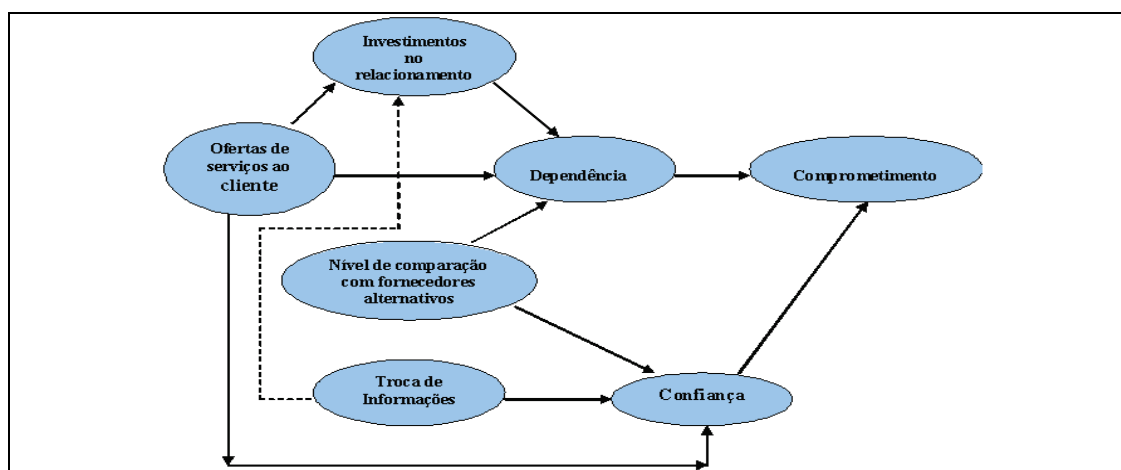 Investimentos
no
relacionamento
Ofertas de
serviços ao
cliente
Dependência
Comprometimento
Nível de comparação
com fornecedores
alternativos
Troca de
Informações
Confiança